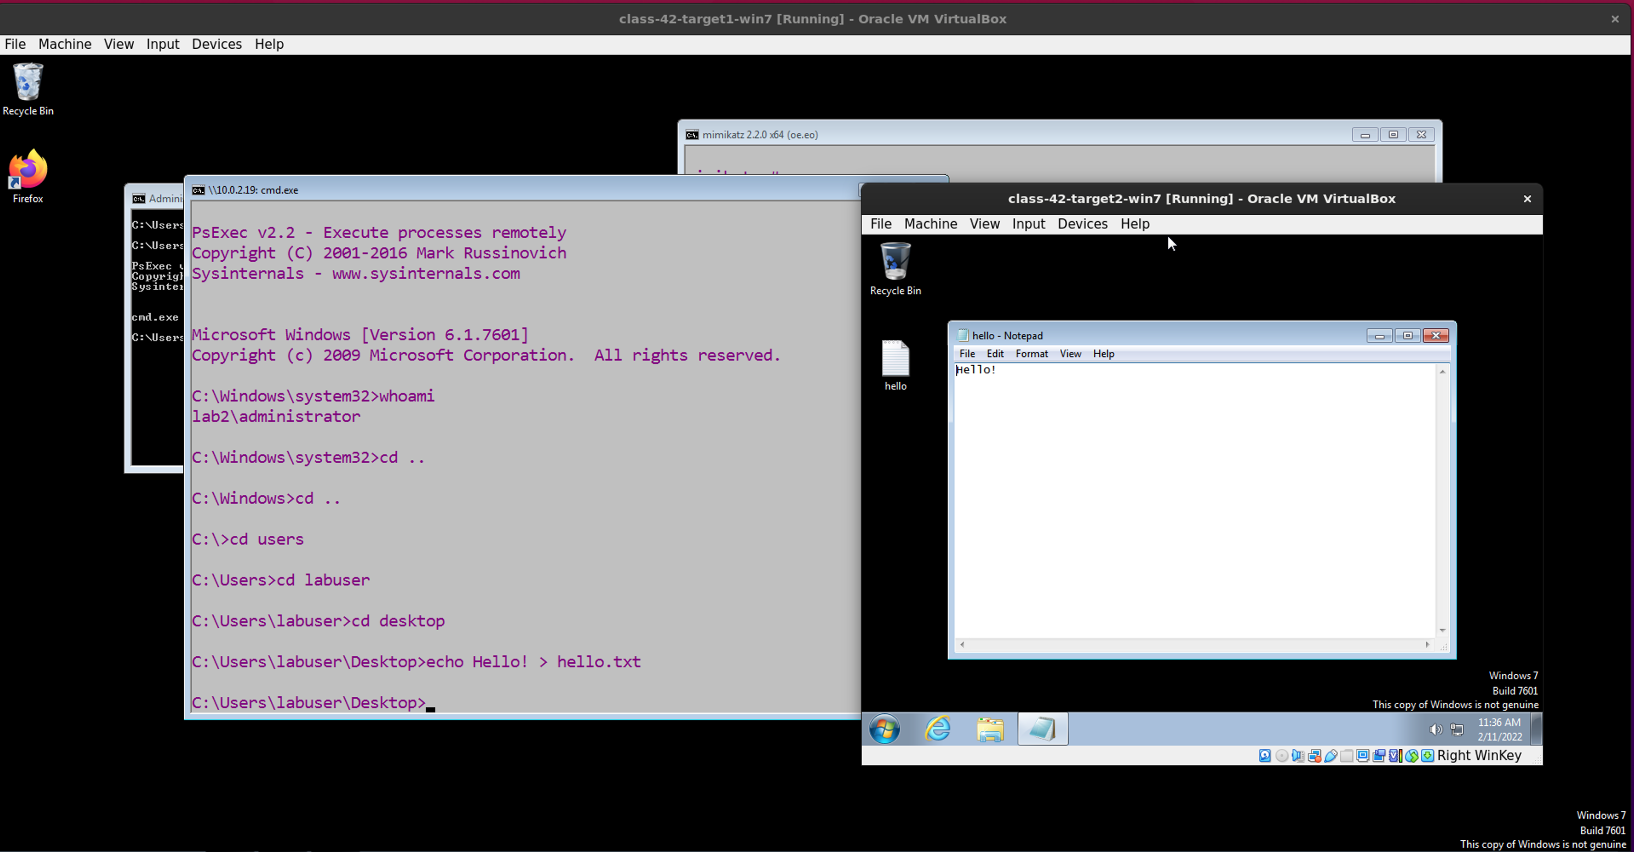 class-42-target1-win7 [Running] - Oracle VM VirtualBox
File Machine View Input Devices Help
Recycle Bin
Firefox
mimikatz 2.2.0 x64 (oe.eo)
Admini
C:\Users
C:\Users
PsExec v
Copyrigh
Sysinter
cmd.exe
C:\Users
\\10.0.2.19: cmd.exe
PsExec v2.2 - Execute processes remotely
Copyright (C) 2001-2016 Mark Russinovich
Sysinternals - www.sysinternals.com
Microsoft Windows [Version 6.1.7601]
Copyright (c) 2009 Microsoft Corporation.  All rights reserved.
C:\Windows\system32>whoami
lab2\administrator
C:\Windows\system32>cd ..
C:\Windows>cd ..
C:\>cd users
C:\Users>cd labuser
C:\Users\labuser>cd desktop
C:\Users\labuser\Desktop>echo Hello! > hello.txt
C:\Users\labuser\Desktop>
class-42-target2-win7 [Running] - Oracle VM VirtualBox
File Machine View Input Devices Help
Recycle Bin
hello
hello - Notepad
File Edit Format View Help
Hello!
Windows 7
Build 7601
This copy of Windows is not genuine
11:36 AM
2/11/2022
Right WinKey
Windows 7
Build 7601
This copy of Windows is not genuine